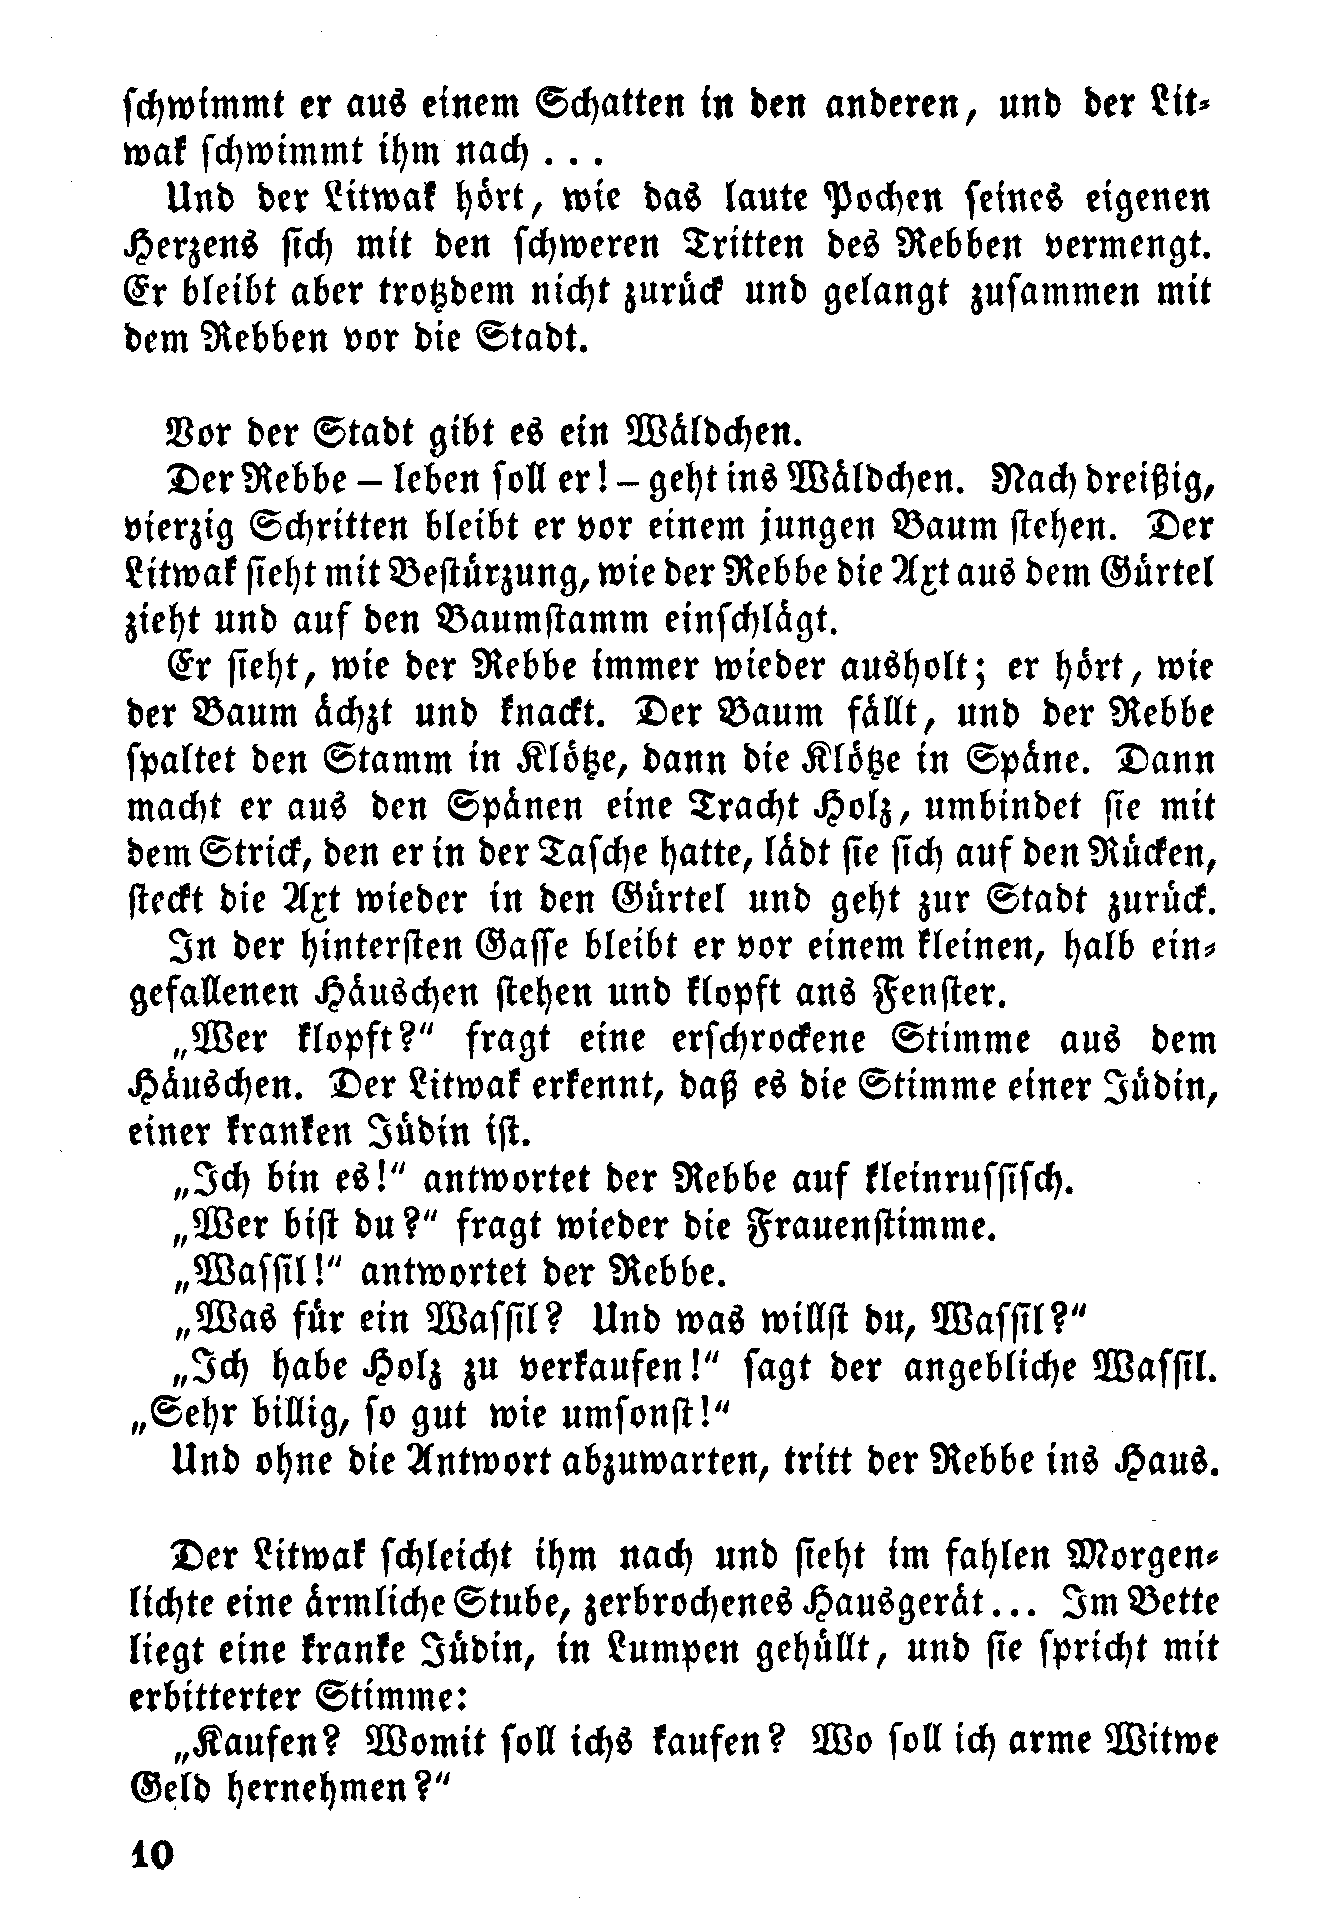 schwimmt er aus einem Schatten in den anderen, und der Lit-
wak schwimmt ihm nach . . .
Und der Litwak hört, wie das laute Pochen seines eigenen
Herzens sich mit den schweren Tritten des Rebben vermengt.
Er bleibt aber trotzdem nicht zurück und gelangt zusammen mit
dem Rebben vor die Stadt.
Vor der Stadt gibt es ein Wäldchen.
Der Rebbe – leben soll er! – geht ins Wäldchen. Nach dreißig,
vierzig Schritten bleibt er vor einem jungen Baum stehen. Der
Litwak sieht mit Bestürzung, wie der Rebbe die Axt aus dem Gürtel
zieht und auf den Baumstamm einschlägt.
Er sieht, wie der Rebbe immer wieder ausholt; er hört, wie
der Baum ächzt und knackt. Der Baum fällt, und der Rebbe
spaltet den Stamm in Klötze, dann die Klötze in Späne. Dann
macht er aus den Spänen eine Tracht Holz, umbindet sie mit
dem Strick, den er in der Tasche hatte, lädt sie sich auf den Rücken,
steckt die Axt wieder in den Gürtel und geht zur Stadt zurück.
In der hintersten Gasse bleibt er vor einem kleinen, halb ein-
gefallenen Häuschen stehen und klopft ans Fenster.
„Wer klopft?“ fragt eine erschrockene Stimme aus dem
Häuschen. Der Litwak erkennt, daß es die Stimme einer Jüdin,
einer kranken Jüdin ist.
„Ich bin es!“ antwortet der Rebbe auf kleinrussisch.
„Wer bist du?“ fragt wieder die Frauenstimme.
„Wassil!“ antwortet der Rebbe.
„Was für ein Wassil? Und was willst du, Wassil?“
„Ich habe Holz zu verkaufen!“ sagt der angebliche Wassil.
„Sehr billig, so gut wie umsonst!“
Und ohne die Antwort abzuwarten, tritt der Rebbe ins Haus.
Der Litwak schleicht ihm nach und sieht im fahlen Morgen-
lichte eine ärmliche Stube, zerbrochenes Hausgerät... Im Bette
liegt eine kranke Jüdin, in Lumpen gehüllt, und sie spricht mit
erbitterter Stimme:
„Kaufen? Womit soll ichs kaufen? Wo soll ich arme Witwe
Geld hernehmen?“
10